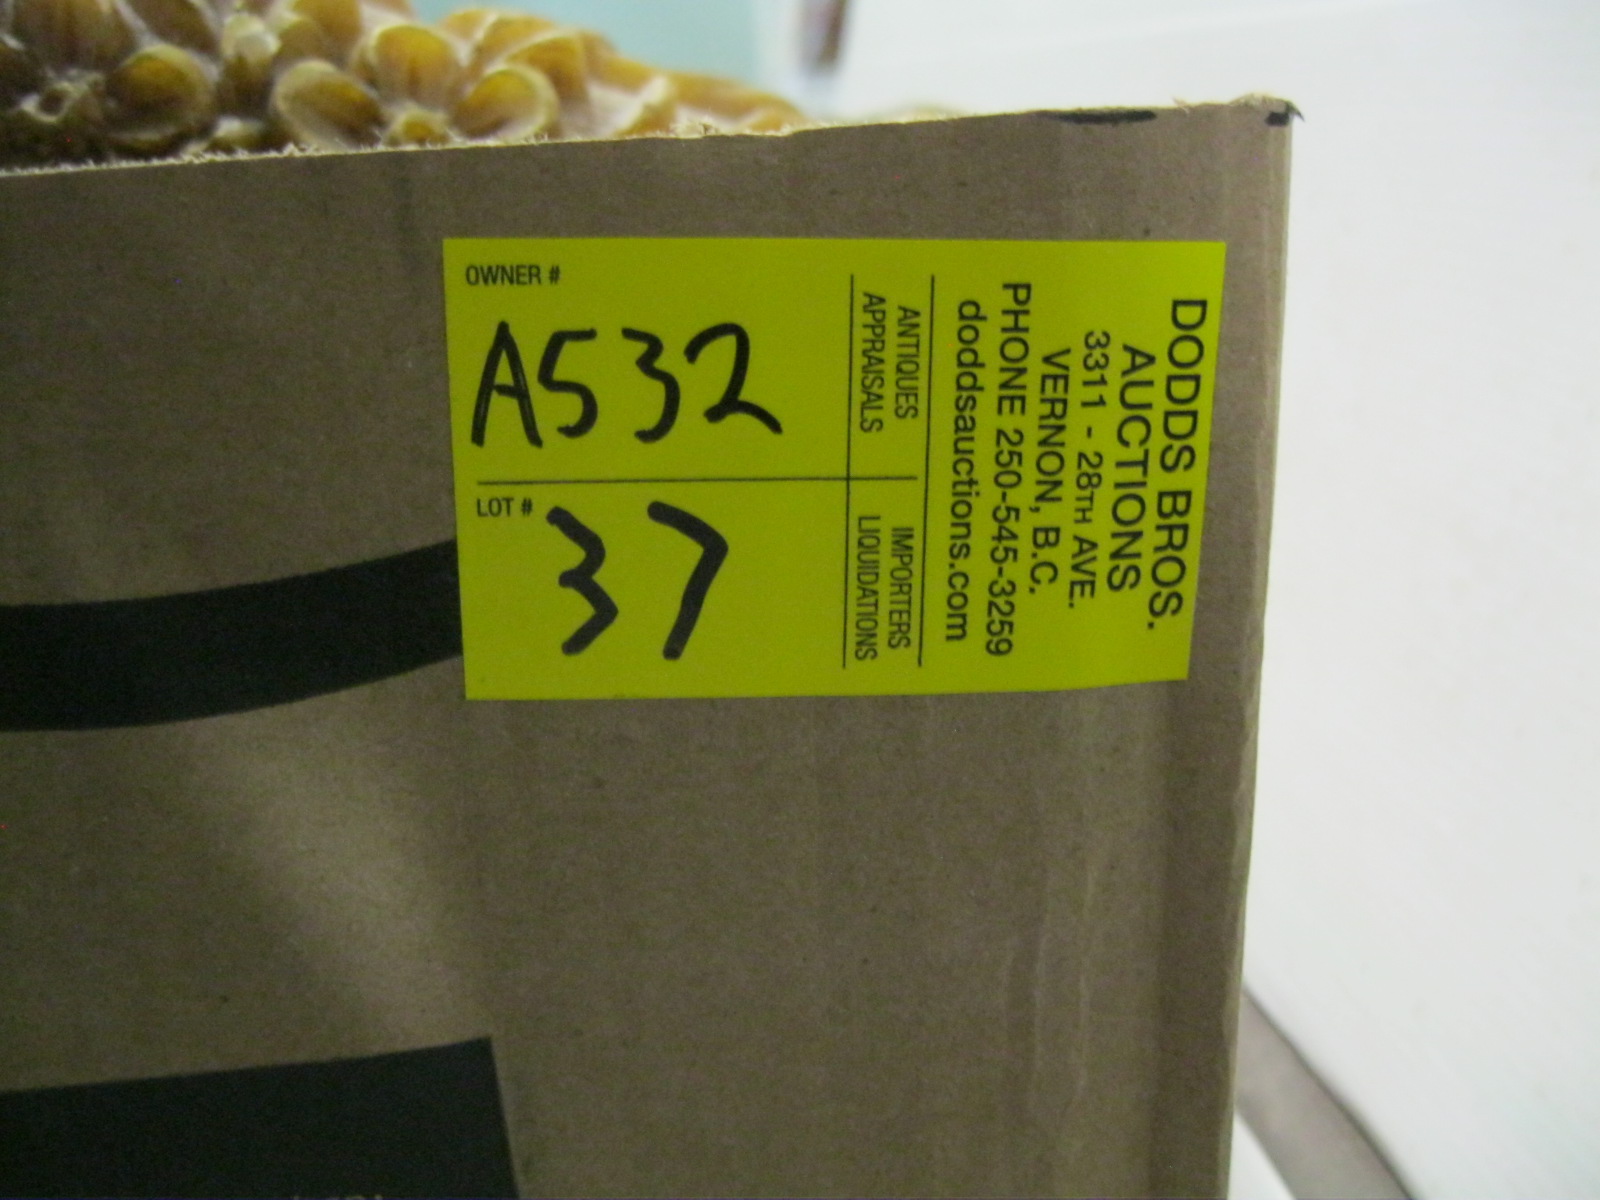 OWNER #
A532
LOT #
37
ANTIQUES
APPRAISALS
IMPORTERS
LIQUIDATIONS
DODDS BROS.
AUCTIONS
3311 - 28TH AVE.
VERNON, B.C.
PHONE 250-545-3259
doddsauctions.com